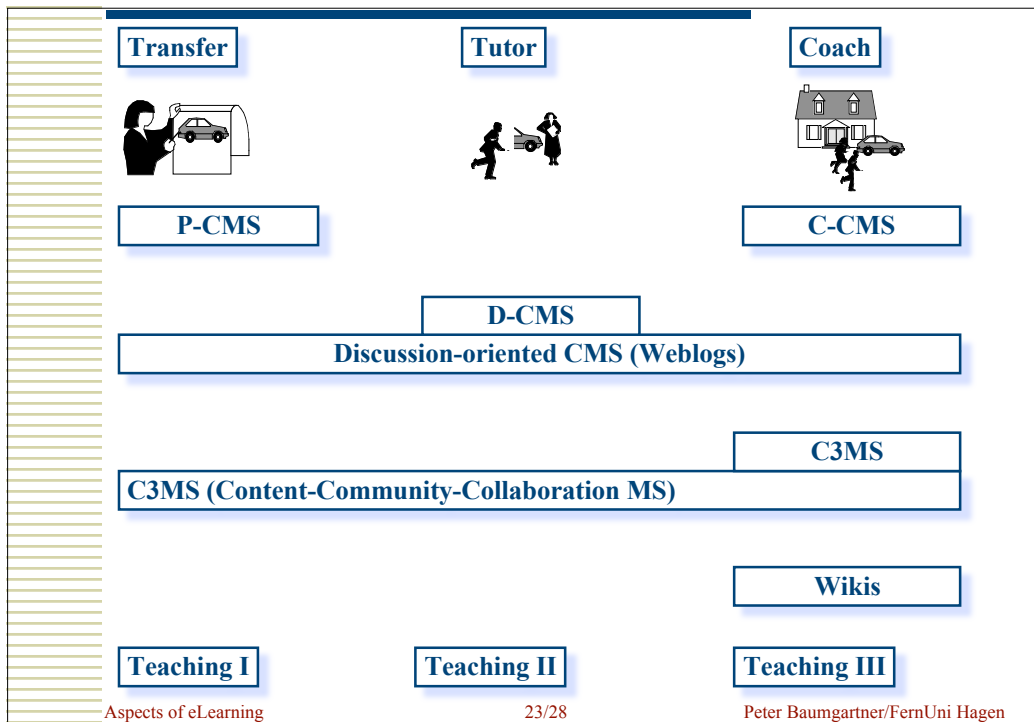 Transfer
Tutor
Coach
P-CMS
C-CMS
D-CMS
Discussion-oriented CMS (Weblogs)
C3MS
C3MS (Content-Community-Collaboration MS)
Wikis
Teaching I
Teaching II
Teaching III
Aspects of eLearning
23/28
Peter Baumgartner/FernUni Hagen